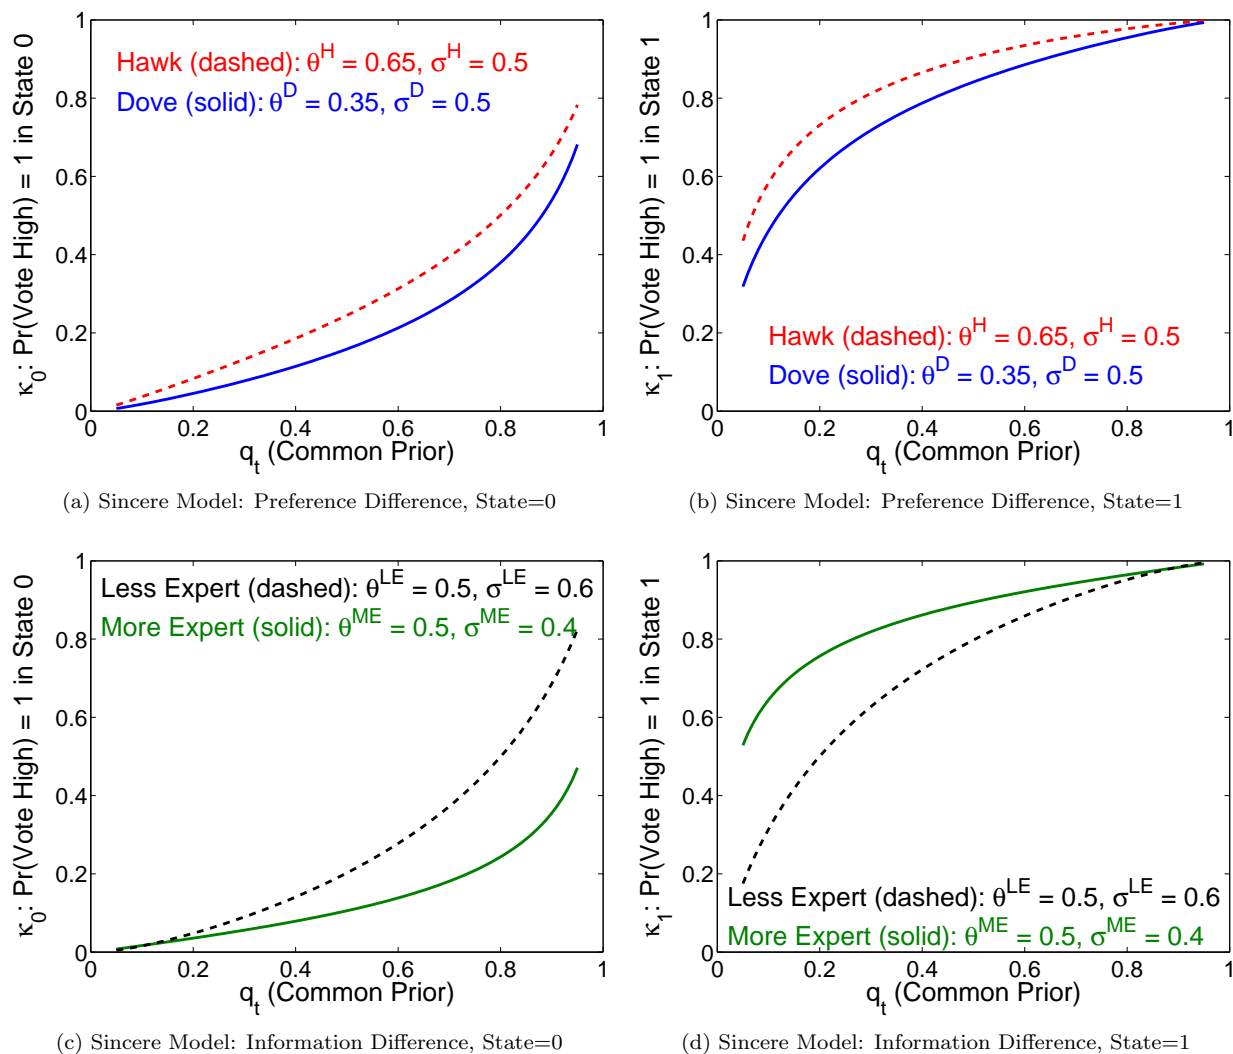 κ₀: Pr(Vote High) = 1 in State 0
1
0.8
0.6
0.4
0.2
0
Hawk (dashed): θ^H = 0.65, σ^H = 0.5
Dove (solid): θ^D = 0.35, σ^D = 0.5
0 0.2 0.4 0.6 0.8 1
q_t (Common Prior)
(a) Sincere Model: Preference Difference, State=0
κ₁: Pr(Vote High) = 1 in State 1
1
0.8
0.6
0.4
0.2
0
Hawk (dashed): θ^H = 0.65, σ^H = 0.5
Dove (solid): θ^D = 0.35, σ^D = 0.5
0 0.2 0.4 0.6 0.8 1
q_t (Common Prior)
(b) Sincere Model: Preference Difference, State=1
κ₀: Pr(Vote High) = 1 in State 0
1
0.8
0.6
0.4
0.2
0
Less Expert (dashed): θ^LE = 0.5, σ^LE = 0.6
More Expert (solid): θ^ME = 0.5, σ^ME = 0.4
0 0.2 0.4 0.6 0.8 1
q_t (Common Prior)
(c) Sincere Model: Information Difference, State=0
κ₁: Pr(Vote High) = 1 in State 1
1
0.8
0.6
0.4
0.2
0
Less Expert (dashed): θ^LE = 0.5, σ^LE = 0.6
More Expert (solid): θ^ME = 0.5, σ^ME = 0.4
0 0.2 0.4 0.6 0.8 1
q_t (Common Prior)
(d) Sincere Model: Information Difference, State=1